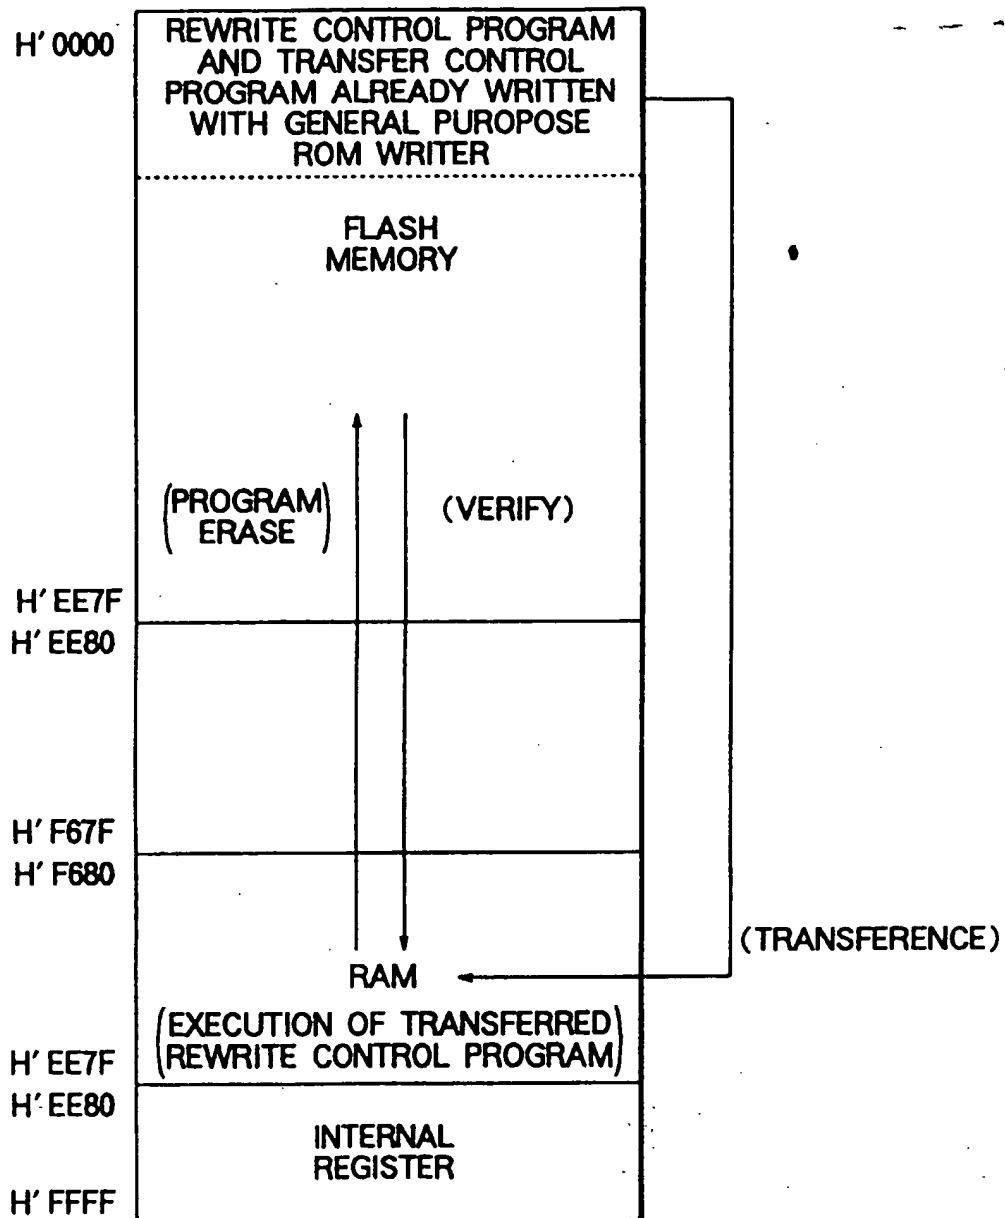 H' 0000
REWRITE CONTROL PROGRAM
AND TRANSFER CONTROL
PROGRAM ALREADY WRITTEN
WITH GENERAL PUROPOSE
ROM WRITER
FLASH
MEMORY
(PROGRAM
ERASE)
(VERIFY)
H' EE7F
H' EE80
H' F67F
H' F680
(TRANSFERENCE)
RAM
(EXECUTION OF TRANSFERRED
REWRITE CONTROL PROGRAM)
H' EE7F
H' EE80
INTERNAL
REGISTER
H' FFFF